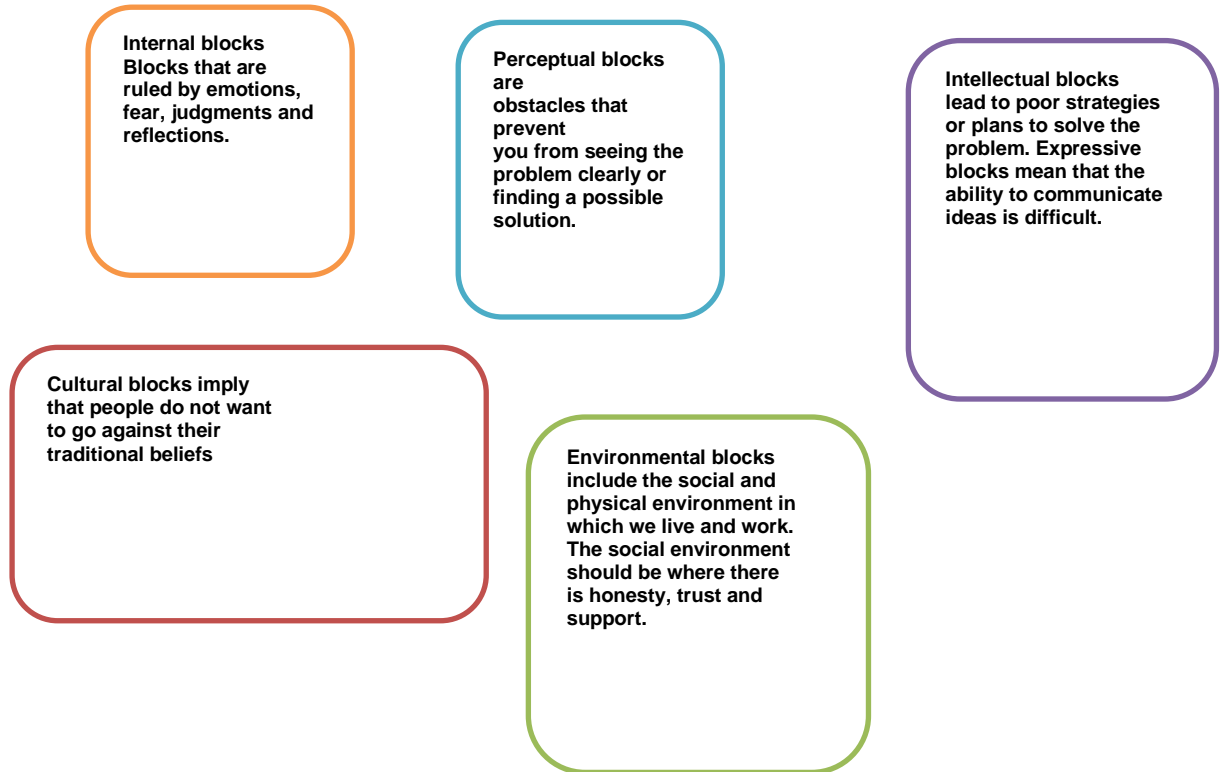 Internal blocks
Blocks that are
ruled by emotions,
fear, judgments and
reflections.
Perceptual blocks
are
obstacles that
prevent
you from seeing the
problem clearly or
finding a possible
solution.
Intellectual blocks
lead to poor strategies
or plans to solve the
problem. Expressive
blocks mean that the
ability to communicate
ideas is difficult.
Cultural blocks imply
that people do not want
to go against their
traditional beliefs
Environmental blocks
include the social and
physical environment in
which we live and work.
The social environment
should be where there
is honesty, trust and
support.